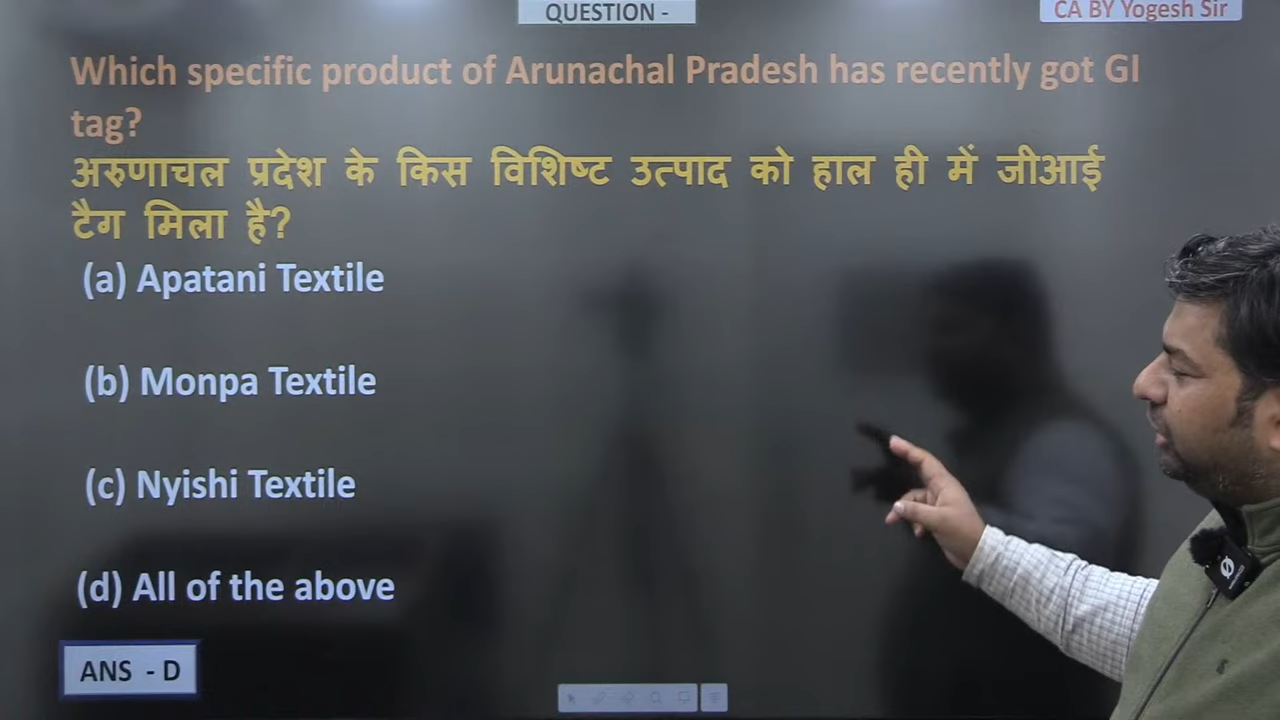 QUESTION -
CA BY Yogesh Sir
Which specific product of Arunachal Pradesh has recently got GI
tag?
अरुणाचल प्रदेश के किस विशिष्ट उत्पाद को हाल ही में जीआई
टैग मिला है?
(a) Apatani Textile
(b) Monpa Textile
(c) Nyishi Textile
(d) All of the above
ANS - D